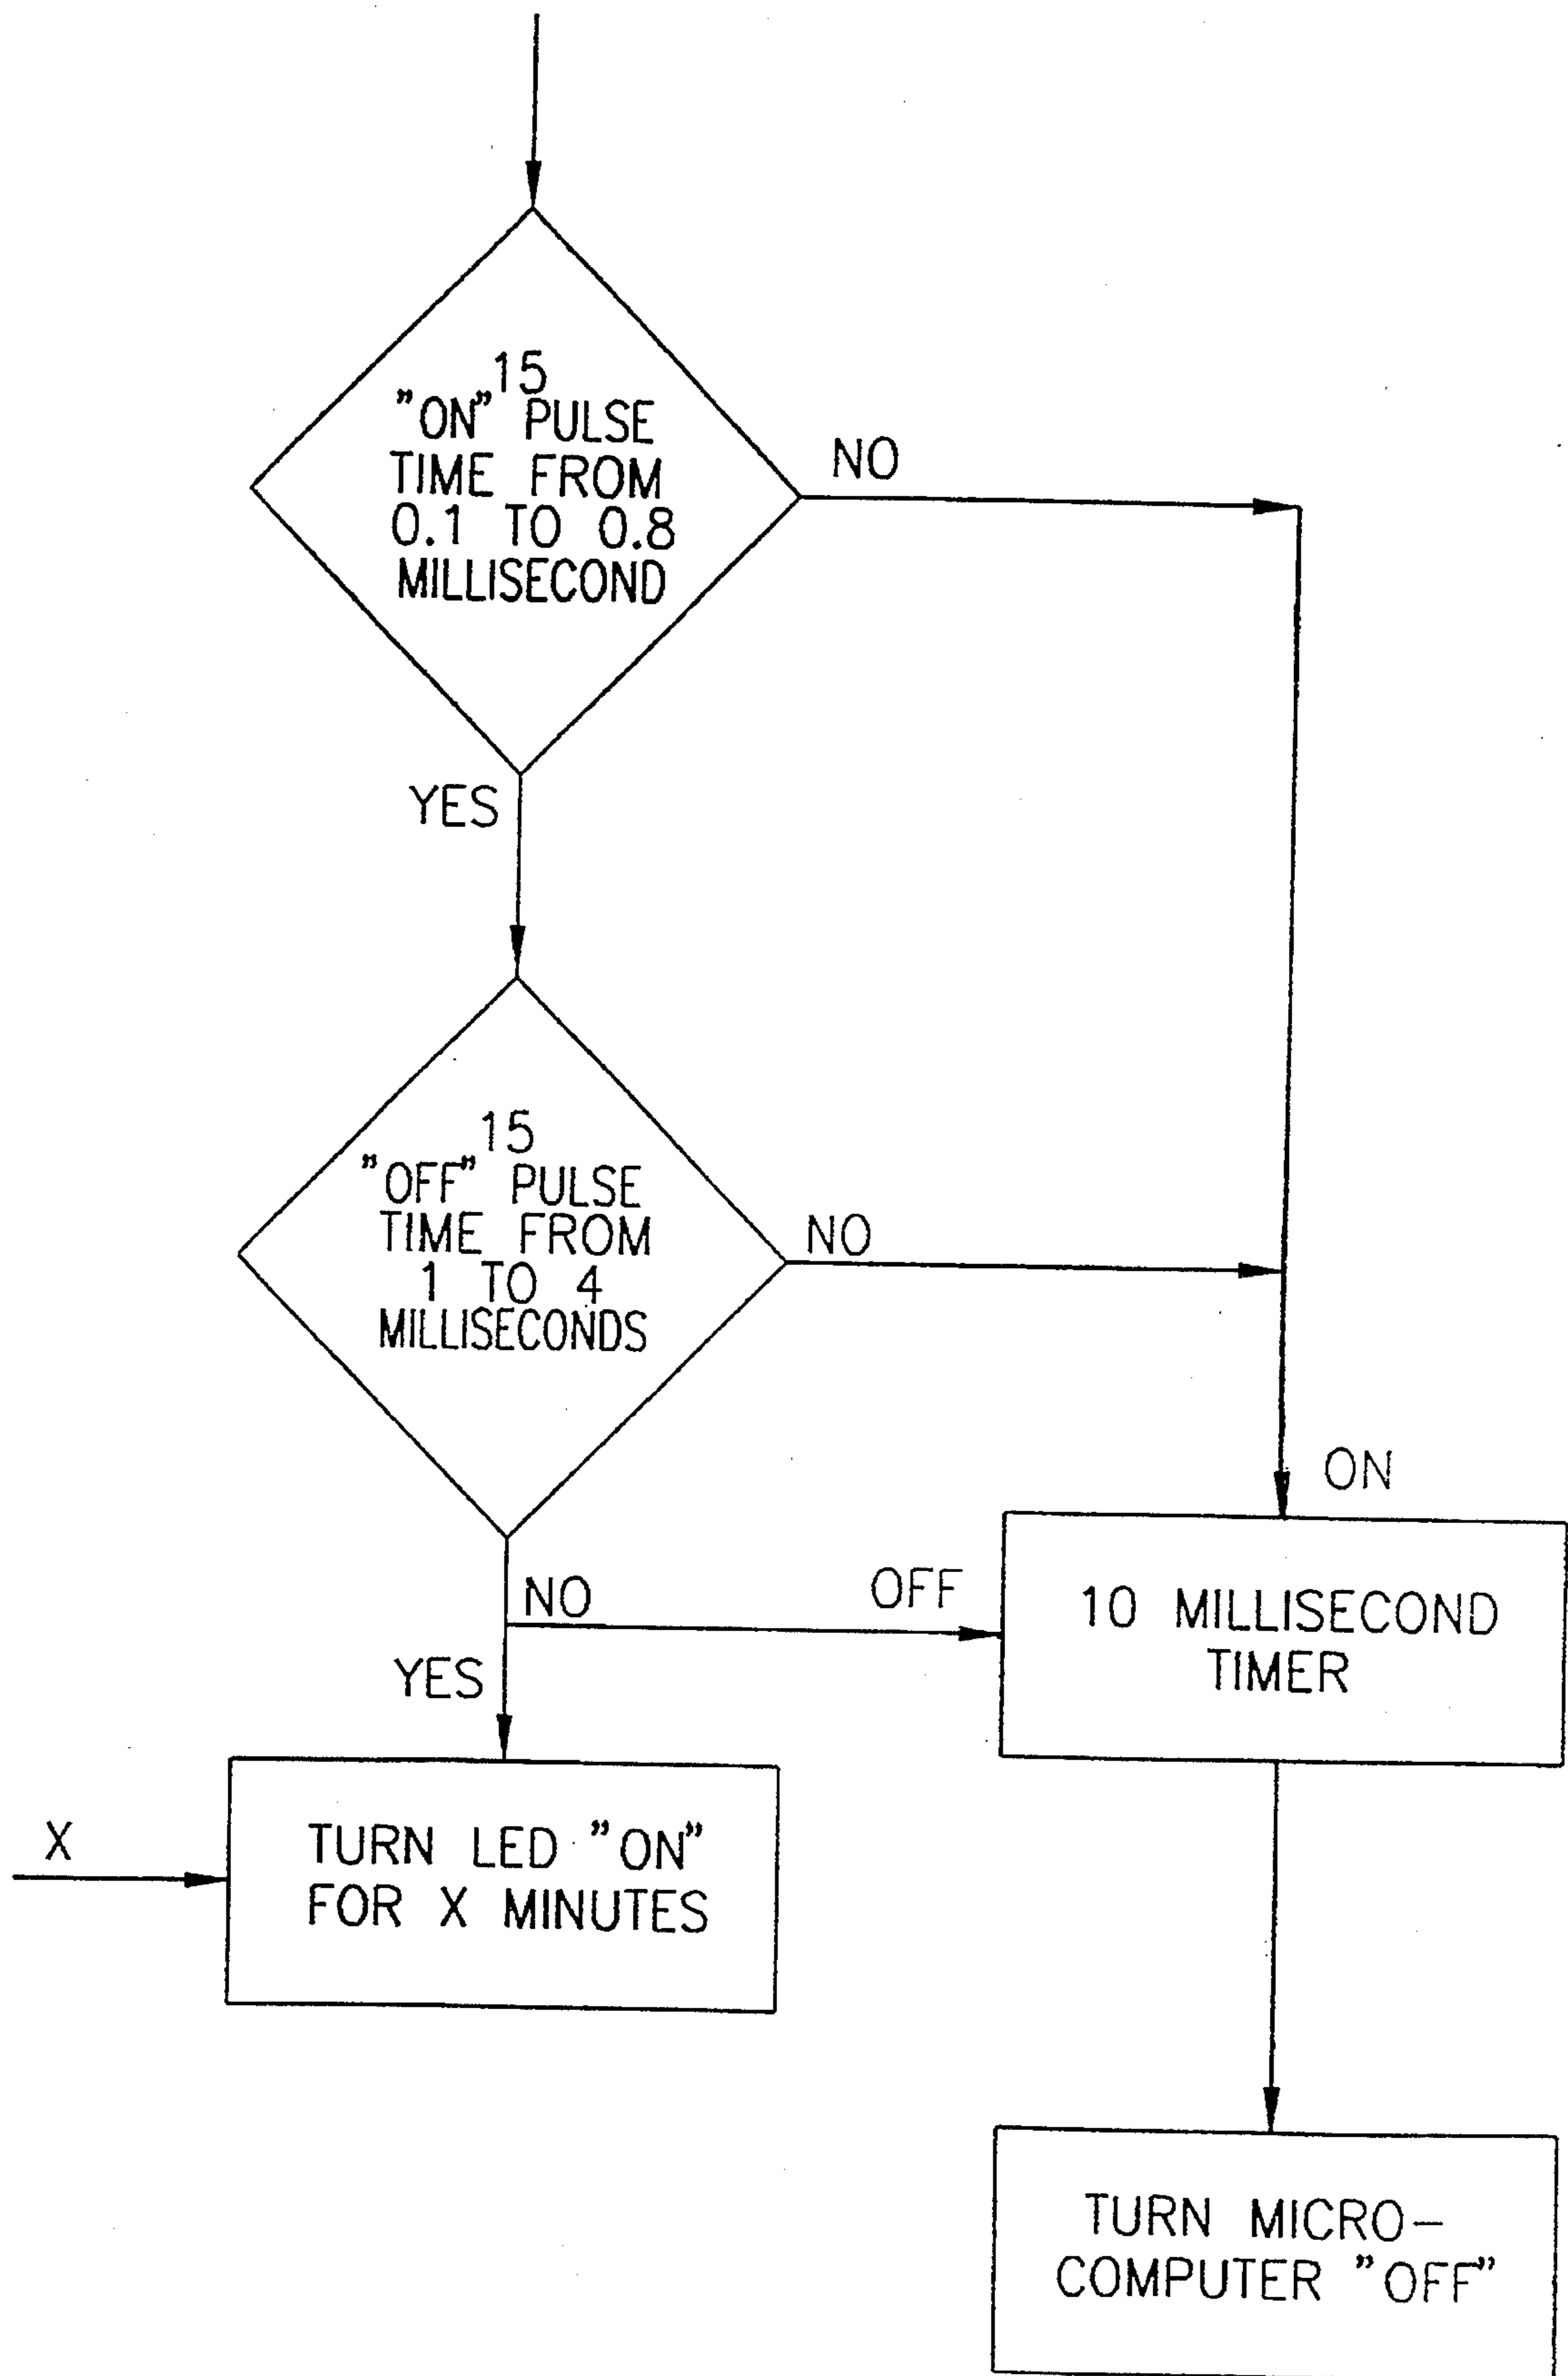 15
"ON" PULSE
TIME FROM
0.1 TO 0.8
MILLISECOND
NO
YES
15
"OFF" PULSE
TIME FROM
1 TO 4
MILLISECONDS
NO
ON
NO
OFF
10 MILLISECOND
TIMER
YES
X
TURN LED "ON"
FOR X MINUTES
TURN MICRO-
COMPUTER "OFF"